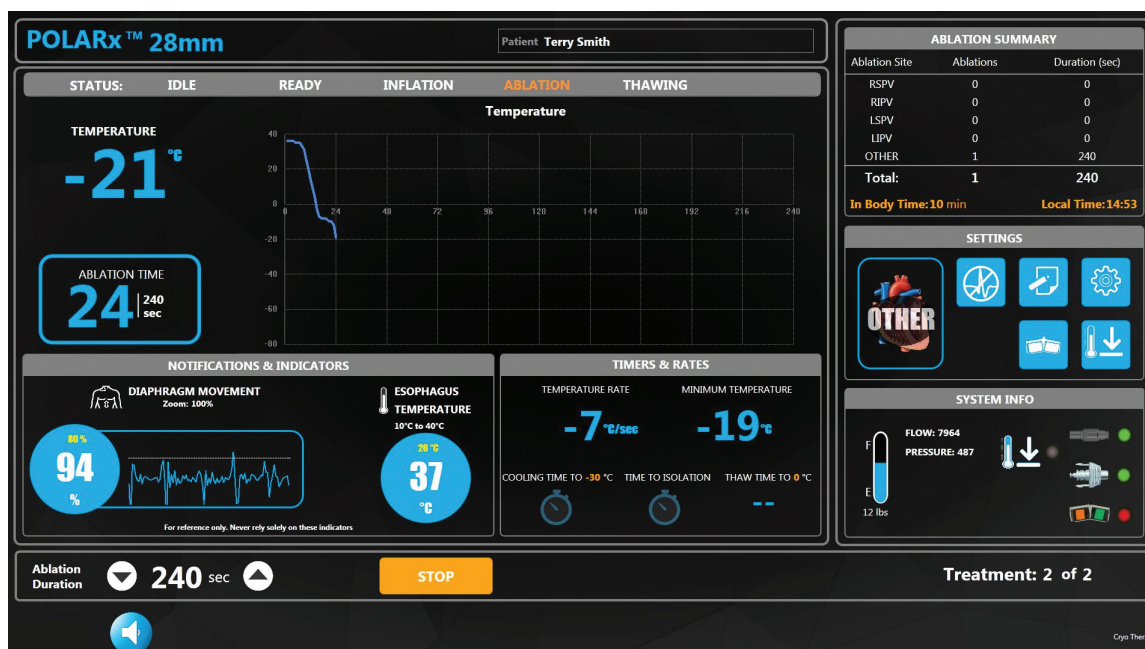 POLARx™ 28mm
Patient Terry Smith
STATUS: IDLE READY INFLATION ABLATION THAWING
TEMPERATURE
-21 °C
Temperature
40
20
0
0 24 48 72 96 120 144 168 192 216 240
-20
-40
-60
-80
ABLATION TIME
24 240 sec
NOTIFICATIONS & INDICATORS
DIAPHRAGM MOVEMENT
Zoom: 100%
60 %
94
%
ESOPHAGUS
TEMPERATURE
10°C to 40°C
20 °C
37
°C
For reference only. Never rely solely on these indicators
TIMERS & RATES
TEMPERATURE RATE MINIMUM TEMPERATURE
-7 °C/sec -19 °C
COOLING TIME TO -30 °C TIME TO ISOLATION THAW TIME TO 0 °C
--
ABLATION SUMMARY
Ablation Site Ablations Duration (sec)
RSPV 0 0
RIPV 0 0
LSPV 0 0
LIPV 0 0
OTHER 1 240
Total: 1 240
In Body Time:10 min Local Time:14:53
SETTINGS
OTHER
SYSTEM INFO
F
E
12 lbs
FLOW: 7964
PRESSURE: 487
Ablation
Duration
240 sec
STOP
Treatment: 2 of 2
Cryo Ther